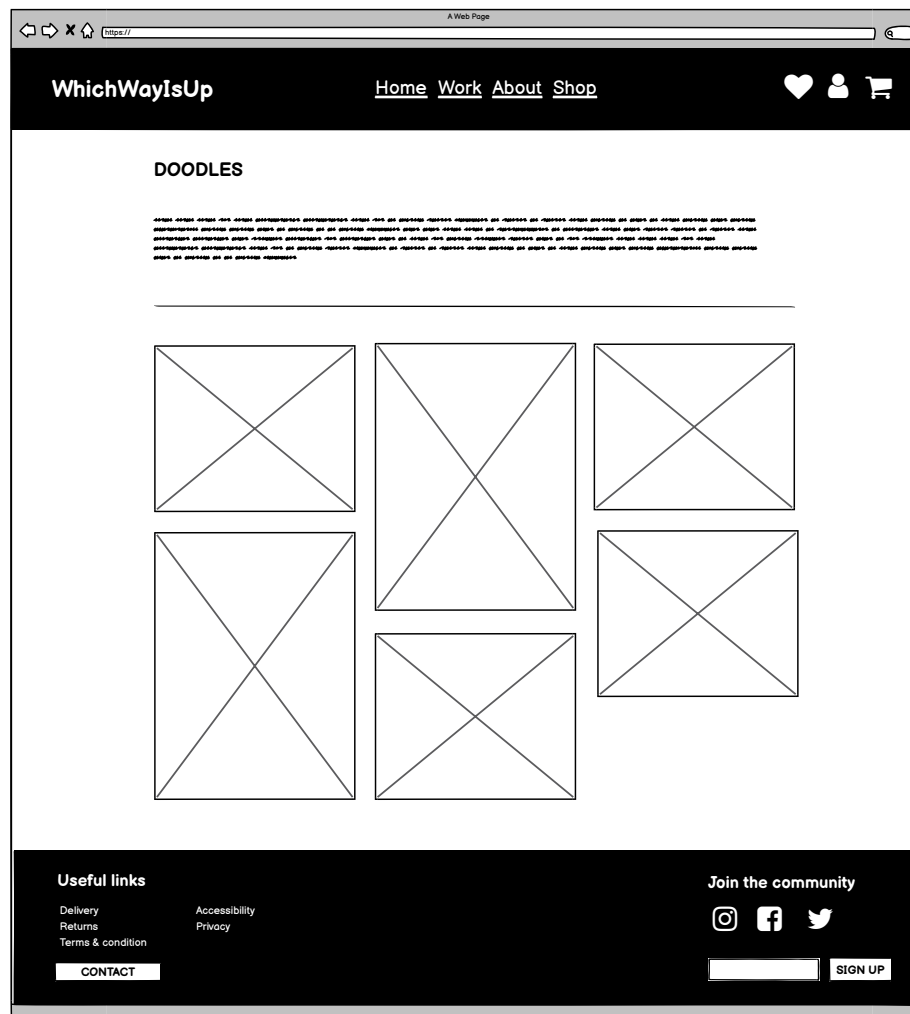 A Web Page
https://
WhichWayIsUp
Home Work About Shop
DOODLES
Useful links
Join the community
Delivery
Accessibility
Returns
Privacy
Terms & condition
CONTACT
SIGN UP